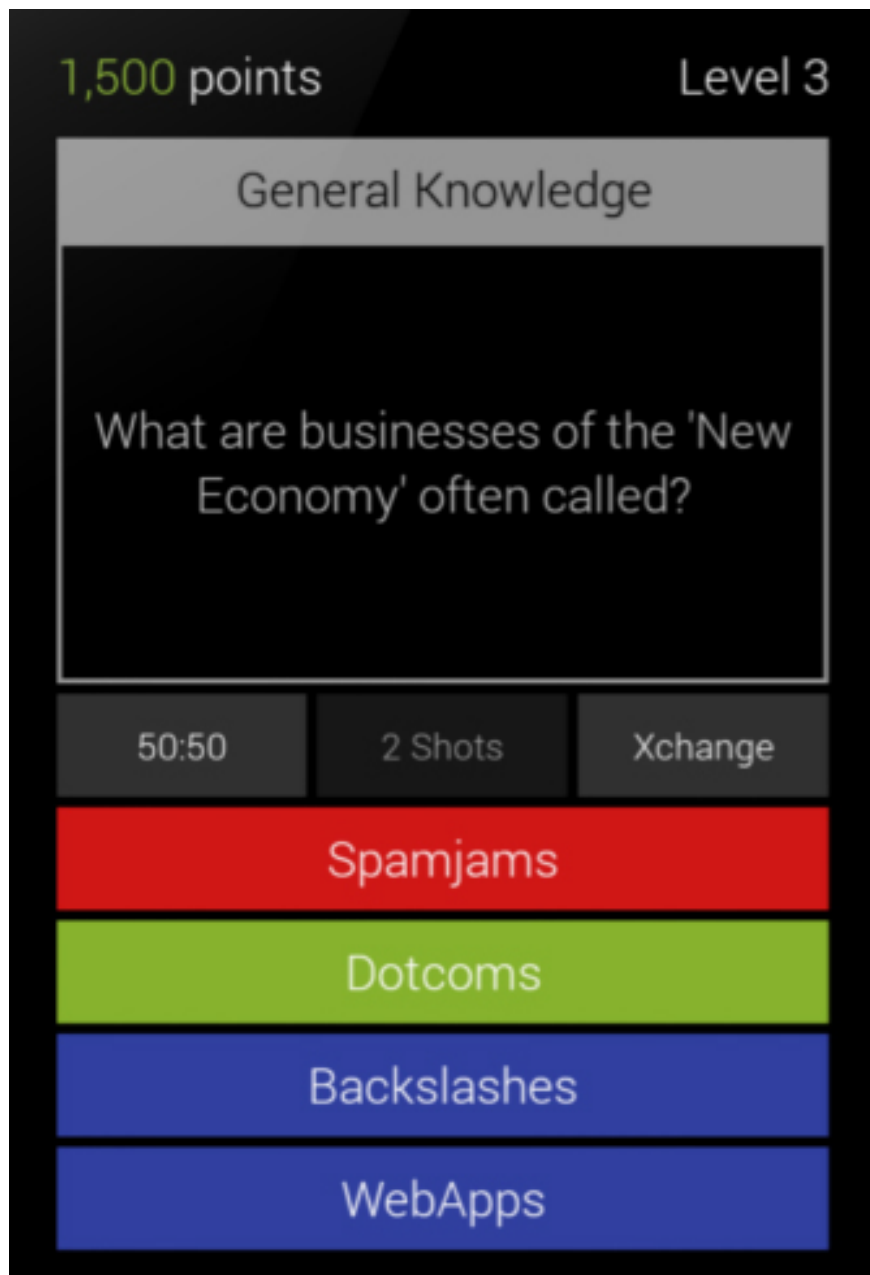 1,500 points
Level 3
General Knowledge
What are businesses of the 'New
Economy' often called?
50:50
2 Shots
Xchange
Spamjams
Dotcoms
Backslashes
WebApps